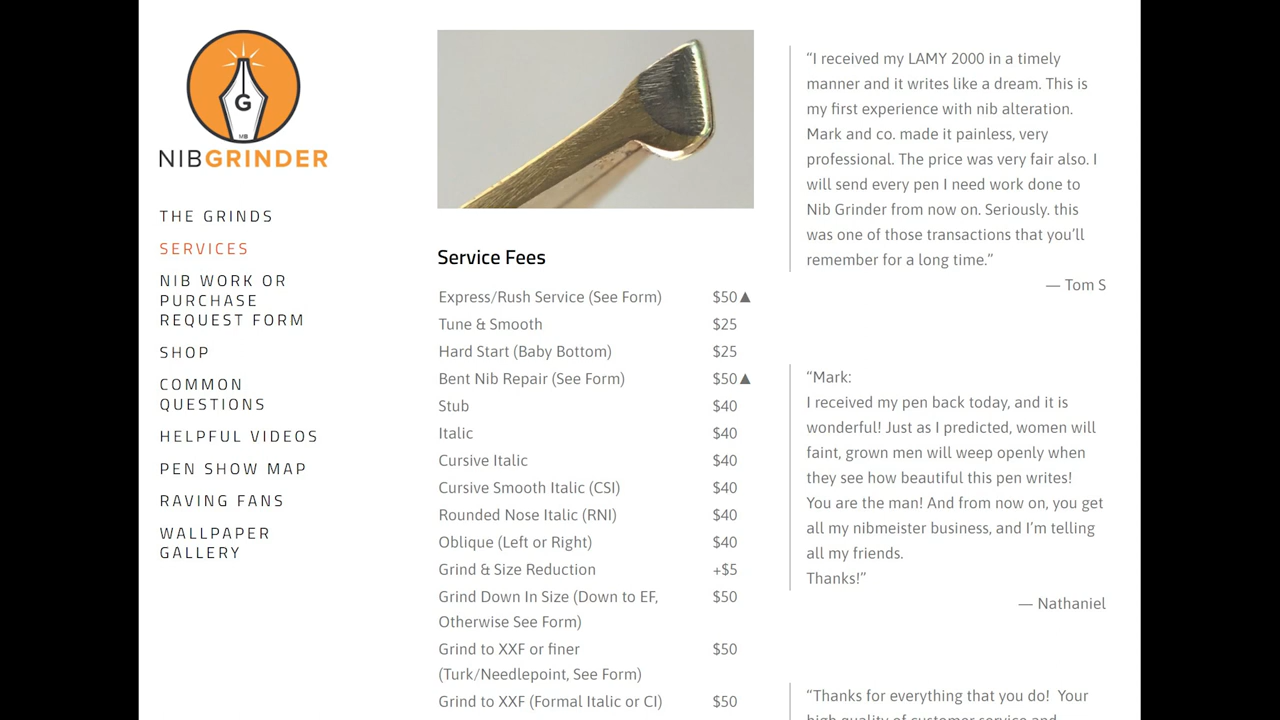 G
MB
NIBGRINDER
THE GRINDS
SERVICES
NIB WORK OR
PURCHASE
REQUEST FORM
SHOP
COMMON
QUESTIONS
HELPFUL VIDEOS
PEN SHOW MAP
RAVING FANS
WALLPAPER
GALLERY
Service Fees
Express/Rush Service (See Form) $50▲
Tune & Smooth $25
Hard Start (Baby Bottom) $25
Bent Nib Repair (See Form) $50▲
Stub $40
Italic $40
Cursive Italic $40
Cursive Smooth Italic (CSI) $40
Rounded Nose Italic (RNI) $40
Oblique (Left or Right) $40
Grind & Size Reduction +$5
Grind Down In Size (Down to EF, $50
Otherwise See Form)
Grind to XXF or finer $50
(Turk/Needlepoint, See Form)
Grind to XXF (Formal Italic or CI) $50
“I received my LAMY 2000 in a timely
manner and it writes like a dream. This is
my first experience with nib alteration.
Mark and co. made it painless, very
professional. The price was very fair also. I
will send every pen I need work done to
Nib Grinder from now on. Seriously. this
was one of those transactions that you’ll
remember for a long time.”
— Tom S
“Mark:
I received my pen back today, and it is
wonderful! Just as I predicted, women will
faint, grown men will weep openly when
they see how beautiful this pen writes!
You are the man! And from now on, you get
all my nibmeister business, and I’m telling
all my friends.
Thanks!”
— Nathaniel
“Thanks for everything that you do! Your
high quality of customer service and